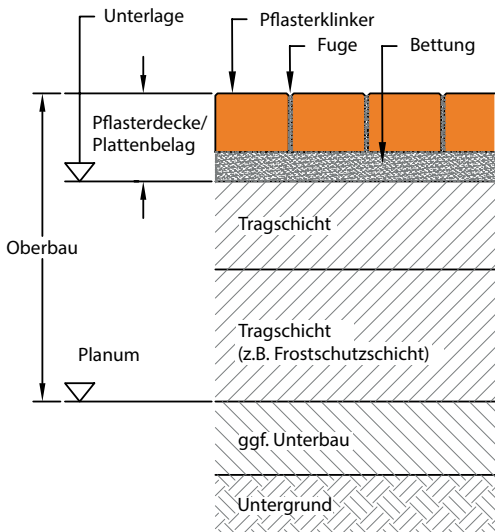 Unterlage
Pflasterklinker
Fuge
Bettung
Pflasterdecke/
Plattenbelag
Oberbau
Tragschicht
Tragschicht
(z.B. Frostschutzschicht)
Planum
ggf. Unterbau
Untergrund